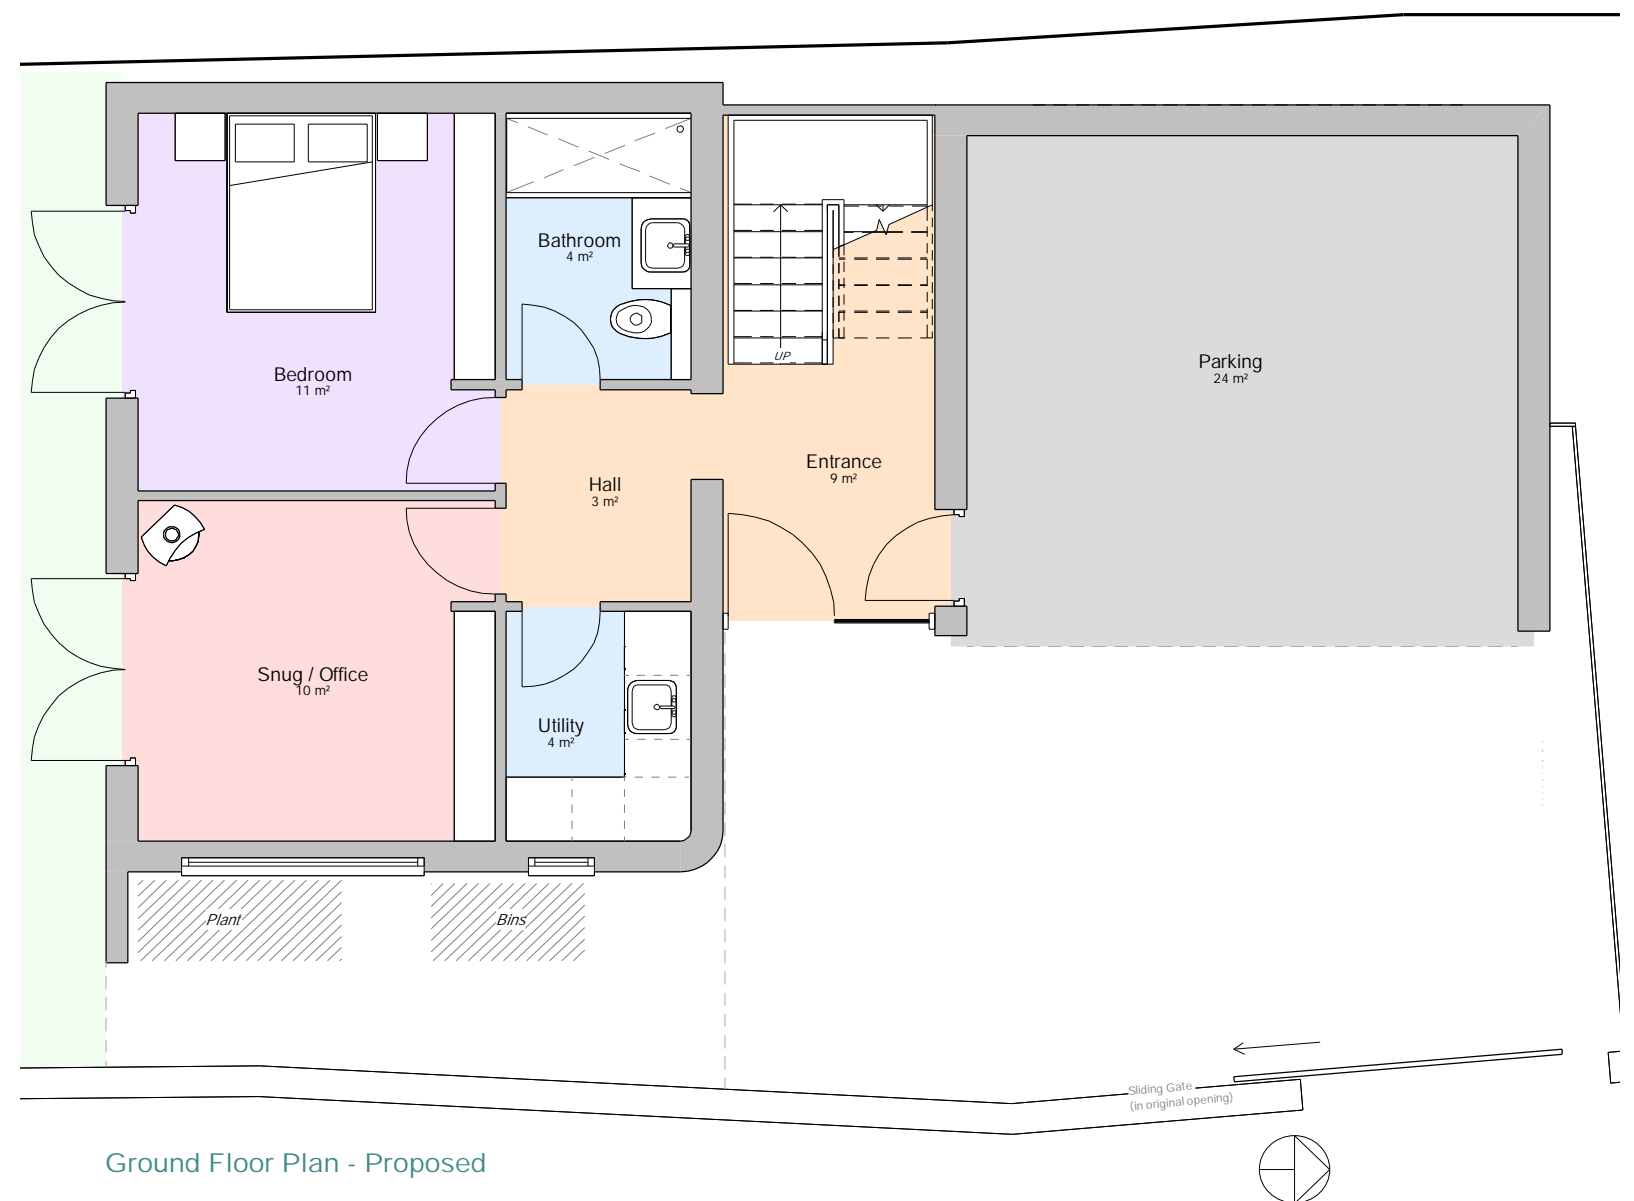 Bathroom
4 m²
UP
Bedroom
11 m²
Parking
24 m²
Entrance
9 m²
Hall
3 m²
Snug / Office
10 m²
Utility
4 m²
Plant
Bins
Sliding Gate
(in original opening)
Ground Floor Plan - Proposed